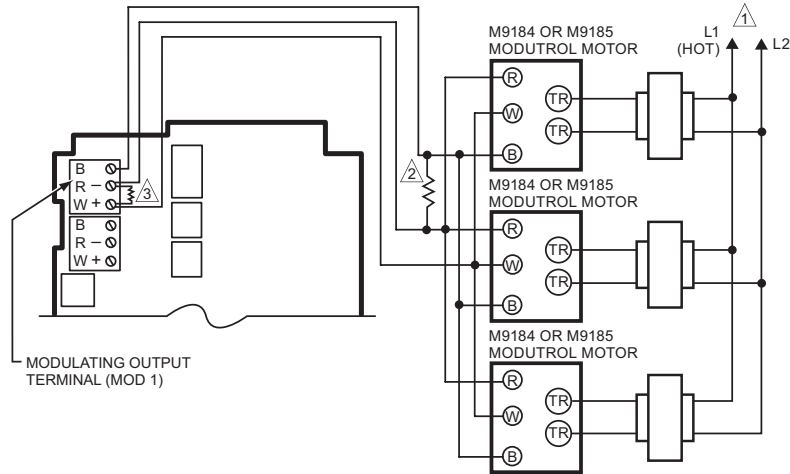 M9184 OR M9185
MODUTROL MOTOR
1
L1
(HOT)
L2
R
W
B
TR
TR
B
R –
W +
3
2
B
R –
W +
M9184 OR M9185
MODUTROL MOTOR
R
W
B
TR
TR
M9184 OR M9185
MODUTROL MOTOR
R
W
B
TR
TR
MODULATING OUTPUT
TERMINAL (MOD 1)